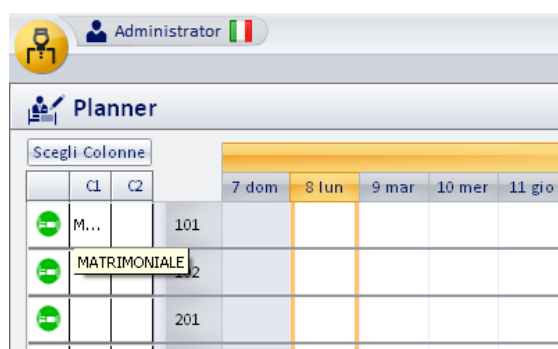 Administrator
Planner
Scegli Colonne
C1 C2 7 dom 8 lun 9 mar 10 mer 11 gio
M... 101
MATRIMONIALE
201